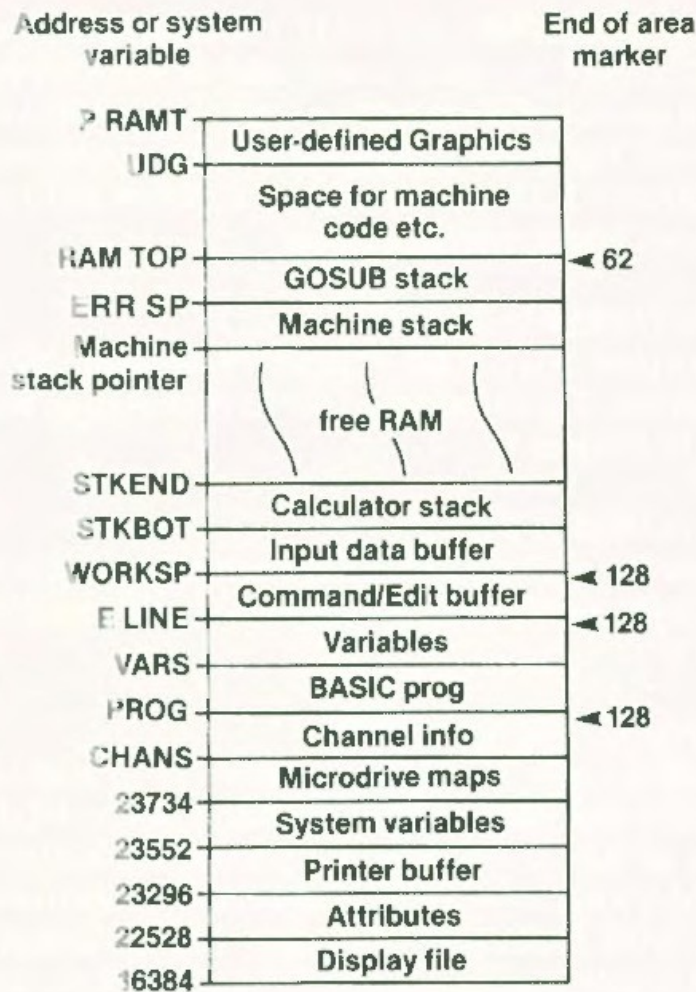 Address or system
variable
End of area
marker
P RAMT
User-defined Graphics
UDG
Space for machine
code etc.
RAM TOP
62
GOSUB stack
ERR SP
Machine stack
Machine
stack pointer
free RAM
STKEND
Calculator stack
STKBOT
Input data buffer
WORKSP
128
Command/Edit buffer
E LINE
128
Variables
VARS
BASIC prog
PROG
128
Channel info
CHANS
Microdrive maps
23734
System variables
23552
Printer buffer
23296
Attributes
22528
Display file
16384